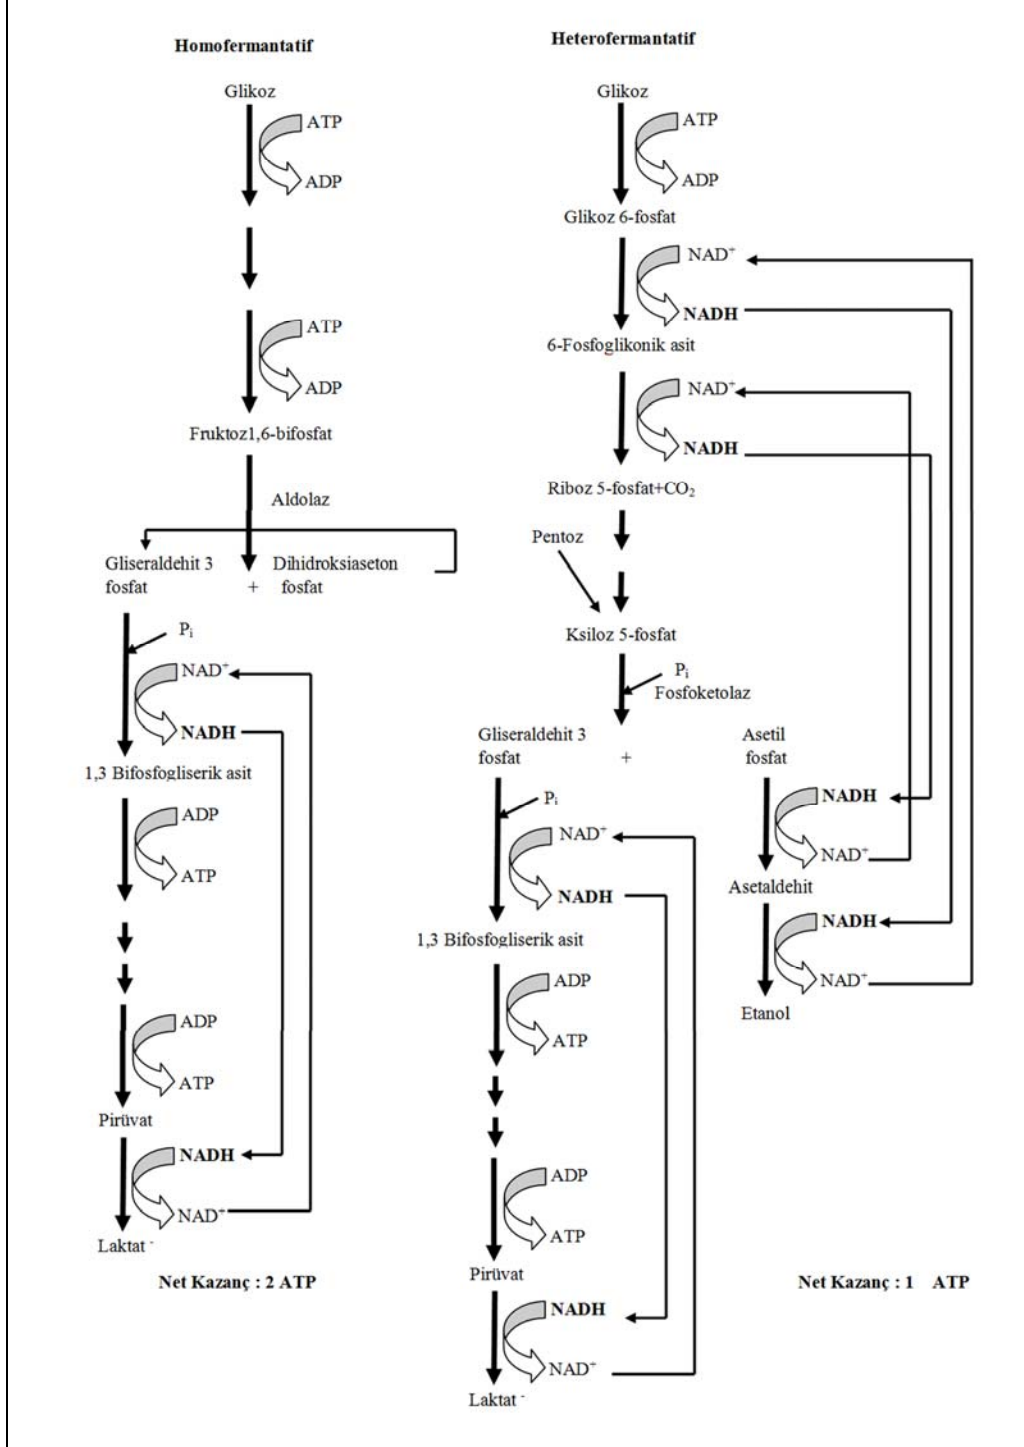 Homofermantatif
Glikoz
ATP
ADP
ATP
ADP
Fruktoz1,6-bifosfat
Aldolaz
Gliseraldehit 3
fosfat
+
Dihidroksiaseton
fosfat
Pi
NAD+
NADH
1,3 Bifosfogliserik asit
ADP
ATP
ADP
ATP
Pirüvat
NADH
NAD+
Laktat -
Net Kazanç : 2 ATP
Heterofermantatif
Glikoz
ATP
ADP
Glikoz 6-fosfat
NAD+
NADH
6-Fosfoglikonik asit
NAD+
NADH
Riboz 5-fosfat+CO2
Pentoz
Ksiloz 5-fosfat
Pi
Fosfoketolaz
Gliseraldehit 3
fosfat
+
Asetil
fosfat
Pi
NAD+
NADH
1,3 Bifosfogliserik asit
ADP
ATP
ADP
ATP
Pirüvat
NADH
NAD+
Laktat -
NADH
NAD+
Asetaldehit
NADH
NAD+
Etanol
Net Kazanç : 1 ATP